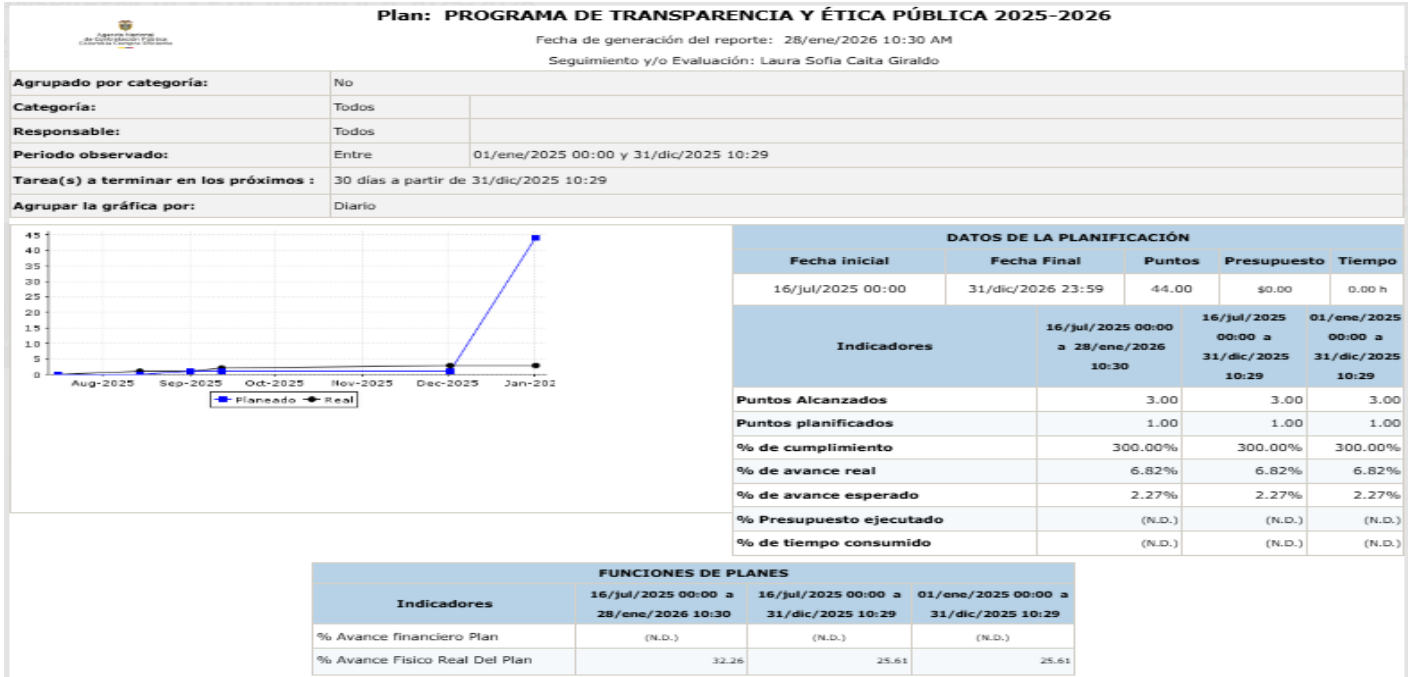 Plan: PROGRAMA DE TRANSPARENCIA Y ÉTICA PÚBLICA 2025-2026
Agencia Nacional
de Contratación Pública
Colombia Compra Eficiente
Fecha de generación del reporte: 28/ene/2026 10:30 AM
Seguimiento y/o Evaluación: Laura Sofia Caita Giraldo
Agrupado por categoría: No
Categoría: Todos
Responsable: Todos
Periodo observado: Entre 01/ene/2025 00:00 y 31/dic/2025 10:29
Tarea(s) a terminar en los próximos : 30 días a partir de 31/dic/2025 10:29
Agrupar la gráfica por: Diario
45
40
35
30
25
20
15
10
5
0
Aug-2025 Sep-2025 Oct-2025 Nov-2025 Dec-2025 Jan-202
Planeado Real
DATOS DE LA PLANIFICACIÓN
Fecha inicial Fecha Final Puntos Presupuesto Tiempo
16/jul/2025 00:00 31/dic/2026 23:59 44.00 $0.00 0.00 h
Indicadores 16/jul/2025 00:00 a 28/ene/2026 10:30 16/jul/2025 00:00 a 31/dic/2025 10:29 01/ene/2025 00:00 a 31/dic/2025 10:29
Puntos Alcanzados 3.00 3.00 3.00
Puntos planificados 1.00 1.00 1.00
% de cumplimiento 300.00% 300.00% 300.00%
% de avance real 6.82% 6.82% 6.82%
% de avance esperado 2.27% 2.27% 2.27%
% Presupuesto ejecutado (N.D.) (N.D.) (N.D.)
% de tiempo consumido (N.D.) (N.D.) (N.D.)
FUNCIONES DE PLANES
Indicadores 16/jul/2025 00:00 a 28/ene/2026 10:30 16/jul/2025 00:00 a 31/dic/2025 10:29 01/ene/2025 00:00 a 31/dic/2025 10:29
% Avance financiero Plan (N.D.) (N.D.) (N.D.)
% Avance Fisico Real Del Plan 32.26 25.61 25.61